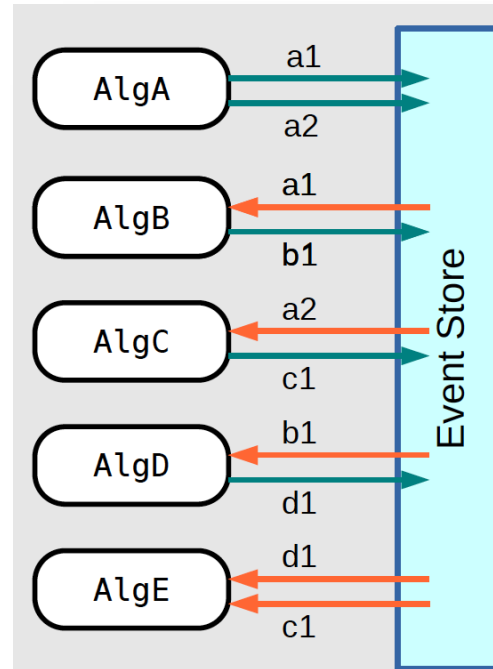 a1
AlgA
a2
a1
AlgB
b1
a2
AlgC
c1
b1
AlgD
d1
d1
AlgE
c1
Event Store